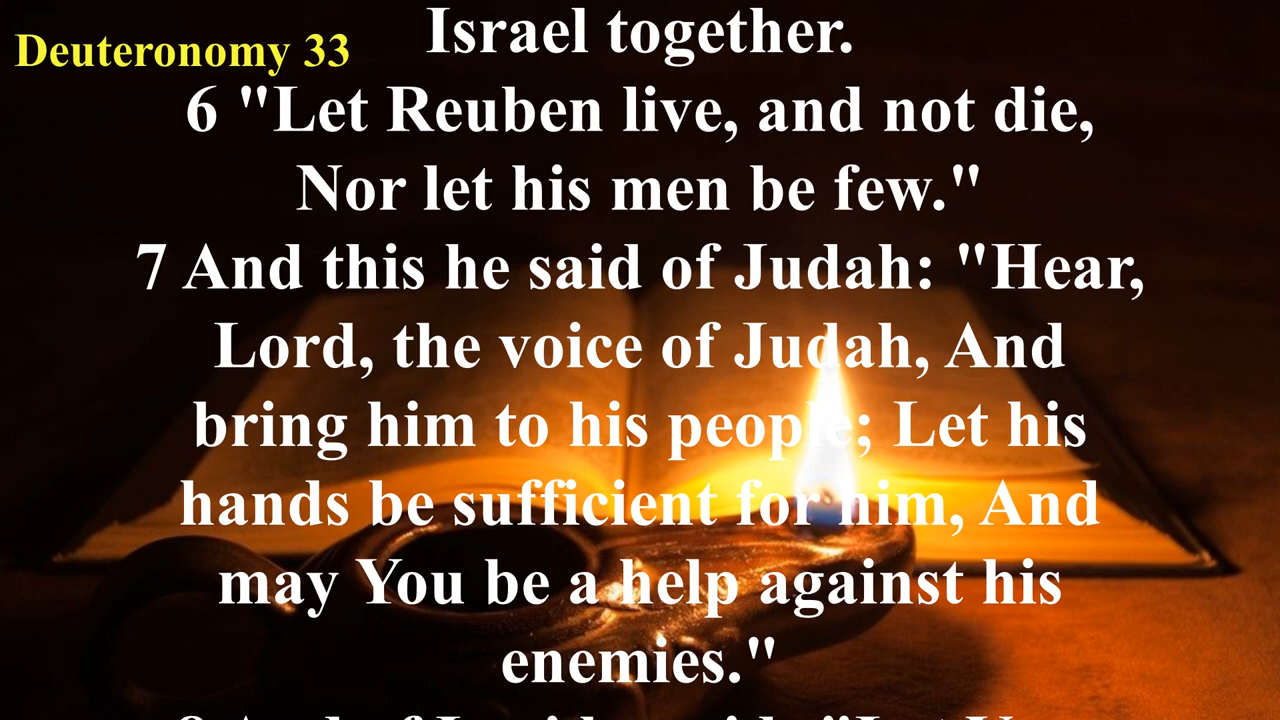 Israel together.
Deuteronomy 33
6 "Let Reuben live, and not die,
Nor let his men be few."
7 And this he said of Judah: "Hear,
Lord, the voice of Judah, And
bring him to his people; Let his
hands be sufficient for him, And
may You be a help against his
enemies."